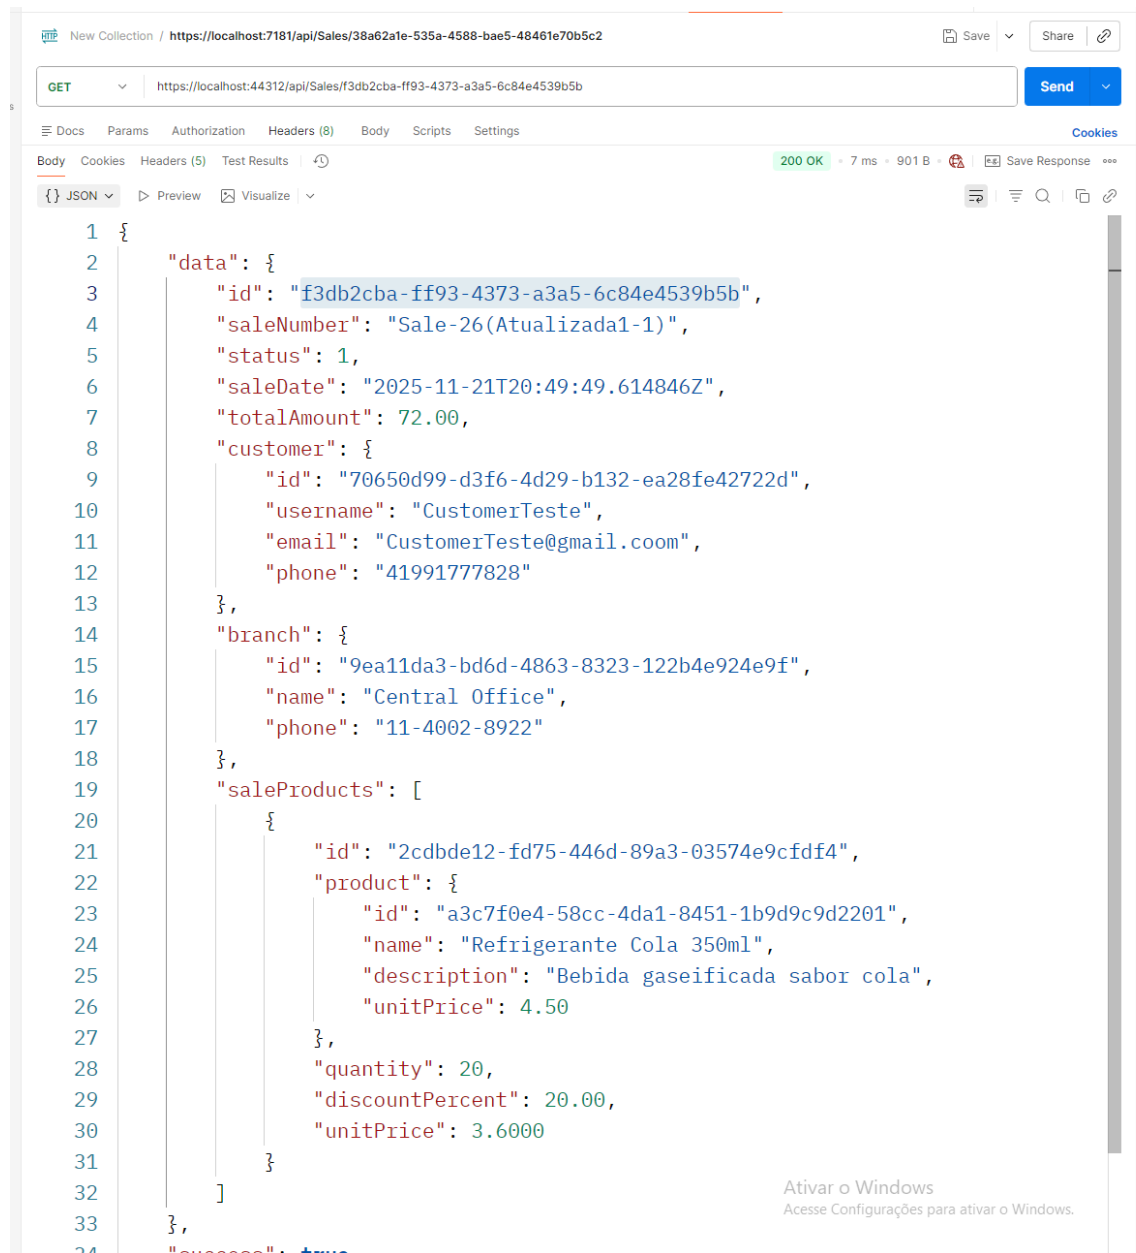 HTTP New Collection / https://localhost:7181/api/Sales/38a62a1e-535a-4588-bae5-48461e70b5c2 Save Share
GET https://localhost:44312/api/Sales/f3db2cba-ff93-4373-a3a5-6c84e4539b5b Send
s
Docs Params Authorization Headers (8) Body Scripts Settings Cookies
Body Cookies Headers (5) Test Results 200 OK • 7 ms • 901 B • e.g. Save Response
{} JSON Preview Visualize
1 {
2 "data": {
3 "id": "f3db2cba-ff93-4373-a3a5-6c84e4539b5b",
4 "saleNumber": "Sale-26(Atualizada1-1)",
5 "status": 1,
6 "saleDate": "2025-11-21T20:49:49.614846Z",
7 "totalAmount": 72.00,
8 "customer": {
9 "id": "70650d99-d3f6-4d29-b132-ea28fe42722d",
10 "username": "CustomerTeste",
11 "email": "CustomerTeste@gmail.coom",
12 "phone": "41991777828"
13 },
14 "branch": {
15 "id": "9ea11da3-bd6d-4863-8323-122b4e924e9f",
16 "name": "Central Office",
17 "phone": "11-4002-8922"
18 },
19 "saleProducts": [
20 {
21 "id": "2cdbde12-fd75-446d-89a3-03574e9cfdf4",
22 "product": {
23 "id": "a3c7f0e4-58cc-4da1-8451-1b9d9c9d2201",
24 "name": "Refrigerante Cola 350ml",
25 "description": "Bebida gaseificada sabor cola",
26 "unitPrice": 4.50
27 },
28 "quantity": 20,
29 "discountPercent": 20.00,
30 "unitPrice": 3.6000
31 }
32 ]
33 },
34 "success": true
Ativar o Windows
Acesse Configurações para ativar o Windows.